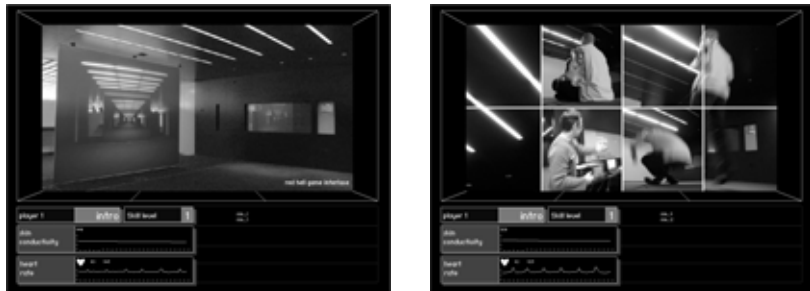 red hell game interface
player 1 intro Skill level 1
skin
conductivity
heart
rate
player 1 intro Skill level 1
skin
conductivity
heart
rate